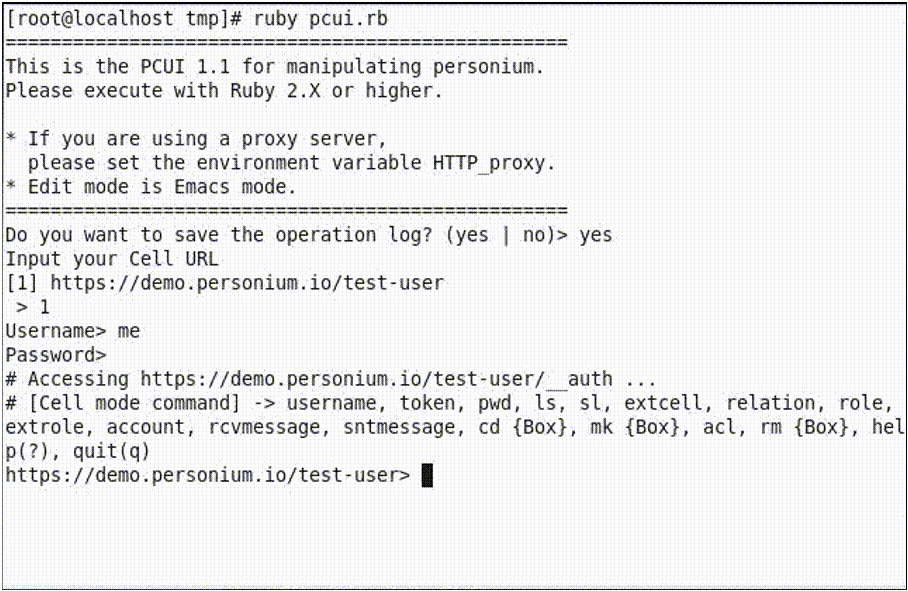 [root@localhost tmp]# ruby pcui.rb
==================================================
This is the PCUI 1.1 for manipulating personium.
Please execute with Ruby 2.X or higher.
* If you are using a proxy server,
please set the environment variable HTTP_proxy.
* Edit mode is Emacs mode.
==================================================
Do you want to save the operation log? (yes | no)> yes
Input your Cell URL
[1] https://demo.personium.io/test-user
> 1
Username> me
Password>
# Accessing https://demo.personium.io/test-user/__auth ...
# [Cell mode command] -> username, token, pwd, ls, sl, extcell, relation, role,
extrole, account, rcvmessage, sntmessage, cd {Box}, mk {Box}, acl, rm {Box}, hel
p(?), quit(q)
https://demo.personium.io/test-user>